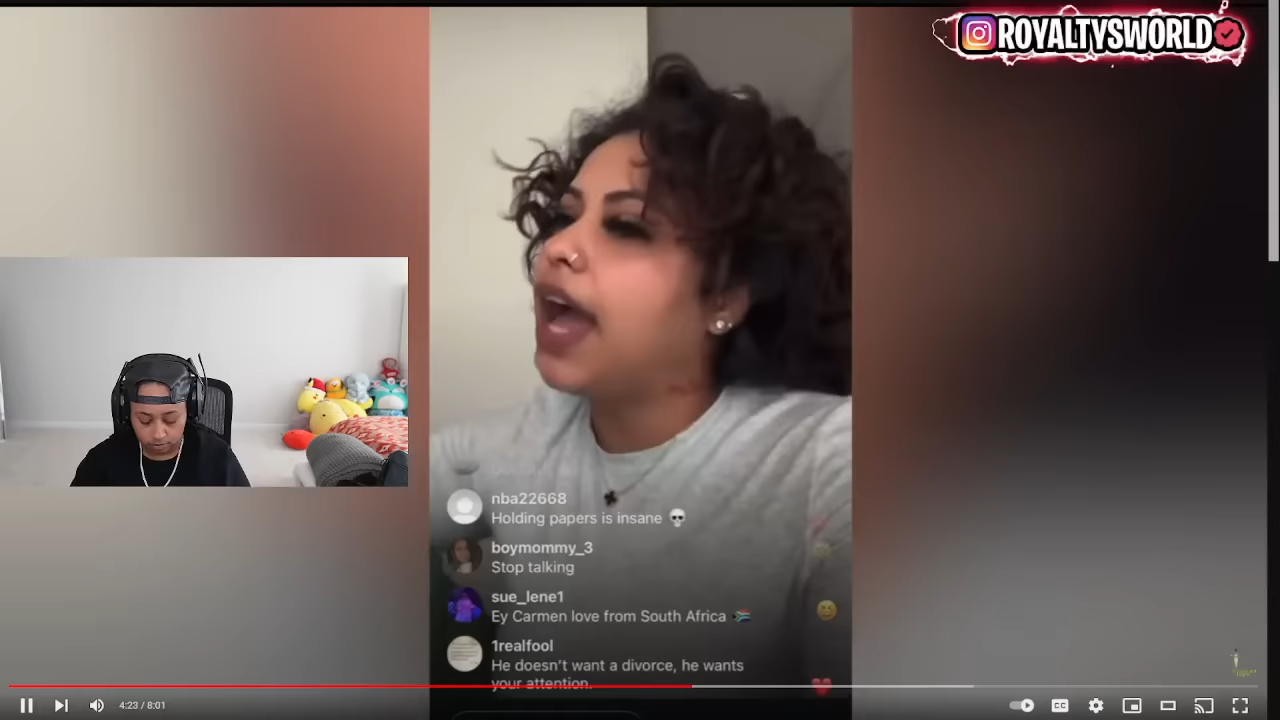 ROYALTYSWORLD
nba22668
Holding papers is insane 💀
boymommy_3
Stop talking
sue_lene1
Ey Carmen love from South Africa 🇿🇦
1realfool
He doesn't want a divorce, he wants
your attention.
4:23 / 8:01
CC